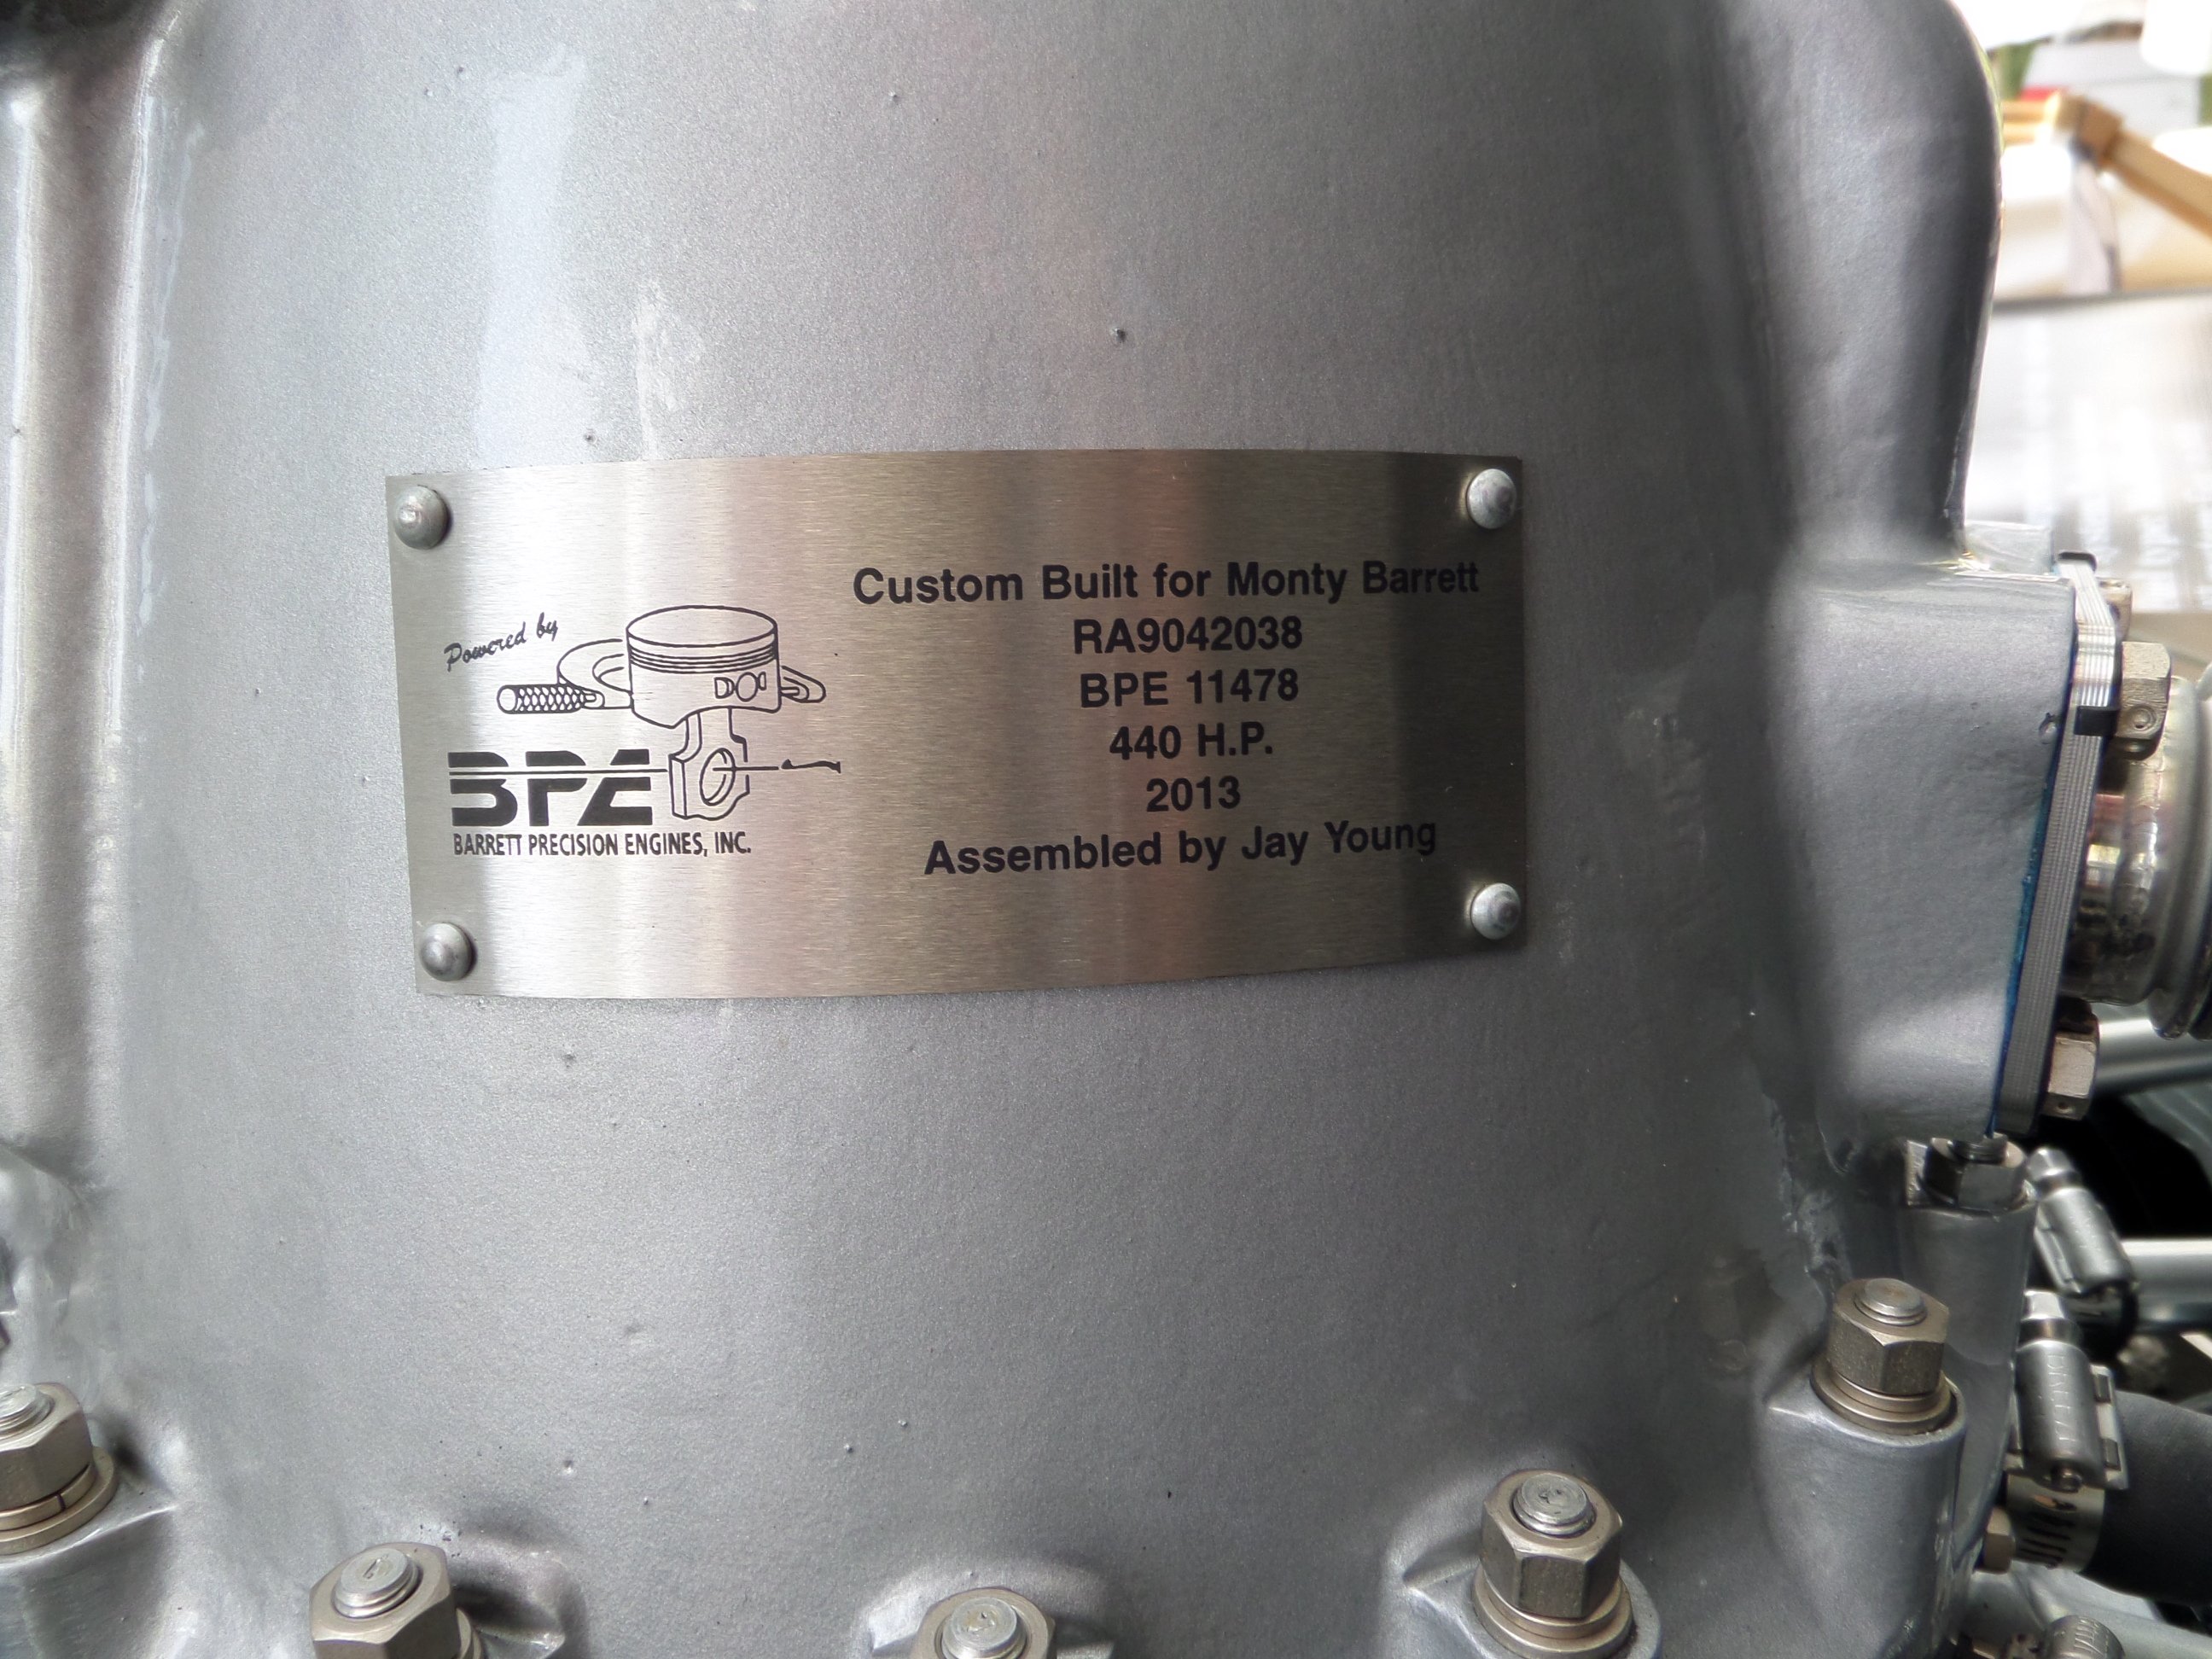 Powered by
BPE
BARRETT PRECISION ENGINES, INC.
Custom Built for Monty Barrett
RA9042038
BPE 11478
440 H.P.
2013
Assembled by Jay Young